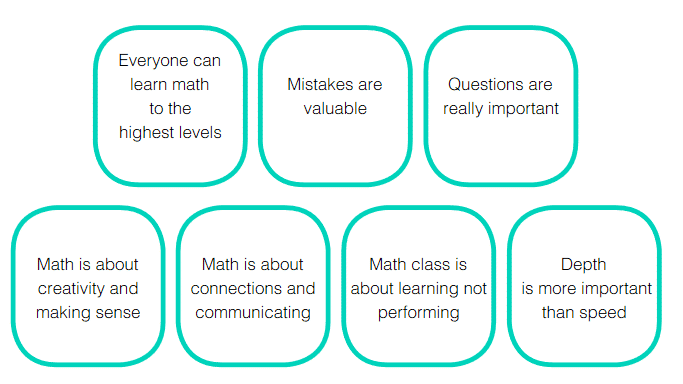 Everyone can
learn math
to the
highest levels
Mistakes are
valuable
Questions are
really important
Math is about
creativity and
making sense
Math is about
connections and
communicating
Math class is
about learning not
performing
Depth
is more important
than speed